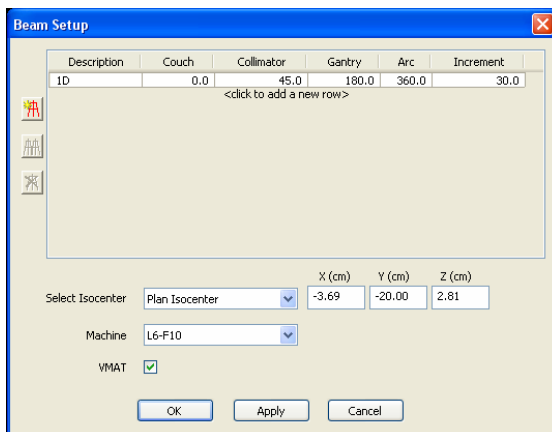 Beam Setup
Description Couch Collimator Gantry Arc Increment
1D 0.0 45.0 180.0 360.0 30.0
<click to add a new row>
X (cm) Y (cm) Z (cm)
Select Isocenter Plan Isocenter -3.69 -20.00 2.81
Machine L6-F10
VMAT
OK Apply Cancel